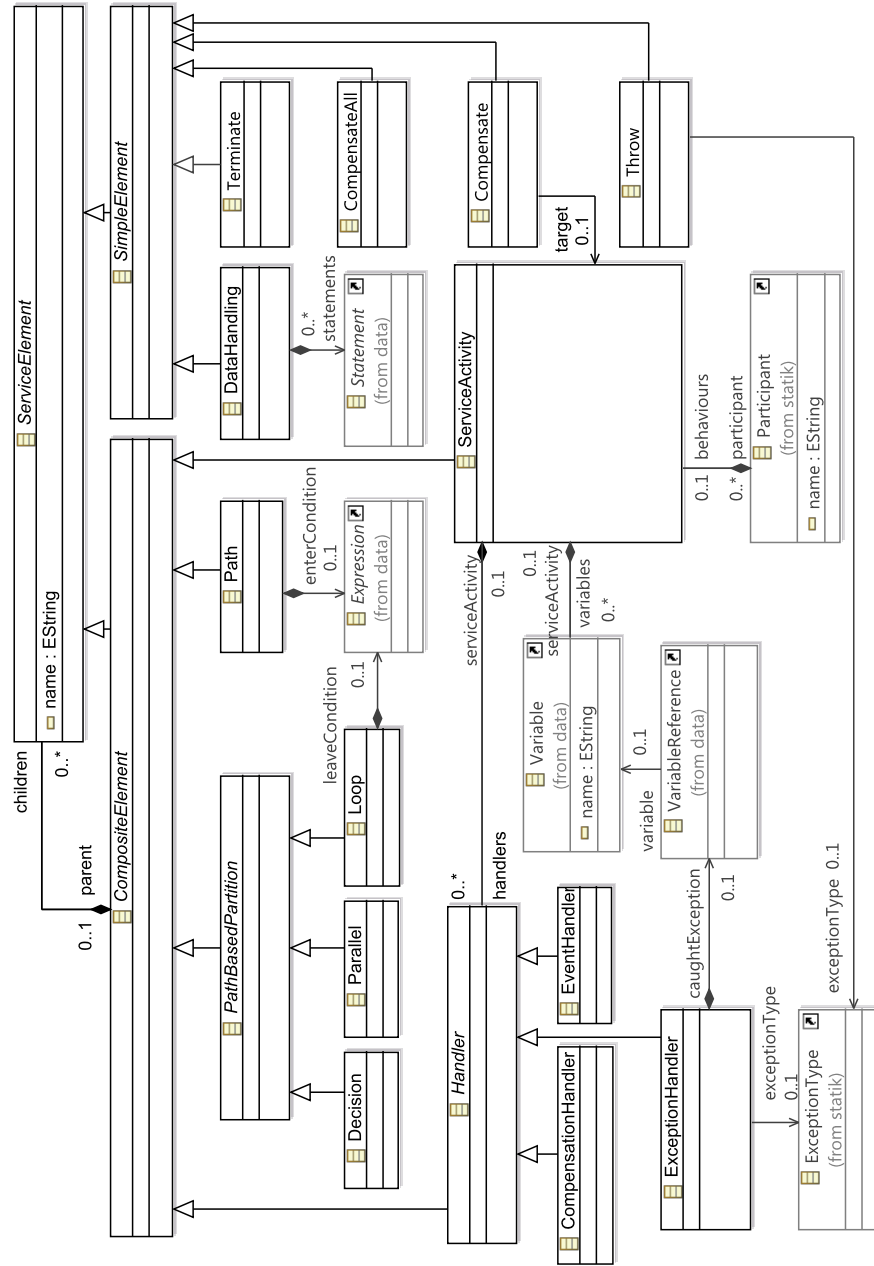 ServiceElement
name : EString
children
0..*
parent
0..1
CompositeElement
SimpleElement
PathBasedPartition
Path
DataHandling
Terminate
enterCondition
0..1
0..*
statements
Decision
Parallel
Loop
leaveCondition
0..1
Expression
(from data)
Statement
(from data)
CompensateAll
Handler
0..*
handlers
serviceActivity
0..1
ServiceActivity
Compensate
target
0..1
CompensationHandler
EventHandler
Variable
(from data)
name : EString
0..1
serviceActivity
variables
0..*
Throw
ExceptionHandler
caughtException
0..1
variable
0..1
VariableReference
(from data)
0..1
behaviours
0..*
participant
Participant
(from statik)
name : EString
exceptionType
0..1
exceptionType
0..1
ExceptionType
(from statik)